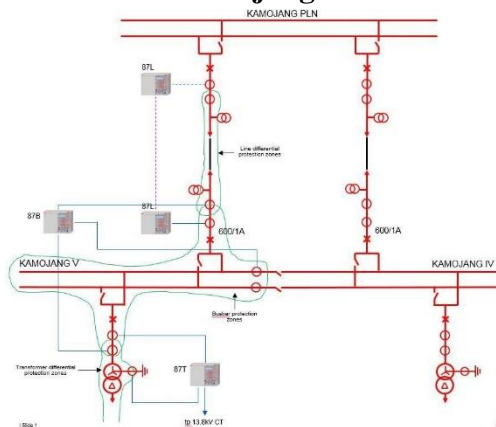 KAMOJANG PLN
87L
Line differential
protection zones
87L
87B
600/1A
600/1A
KAMOJANG V
KAMOJANG IV
Busbar protection
zones
Transformer differential
protection zones
87T
to 13.8kV CT